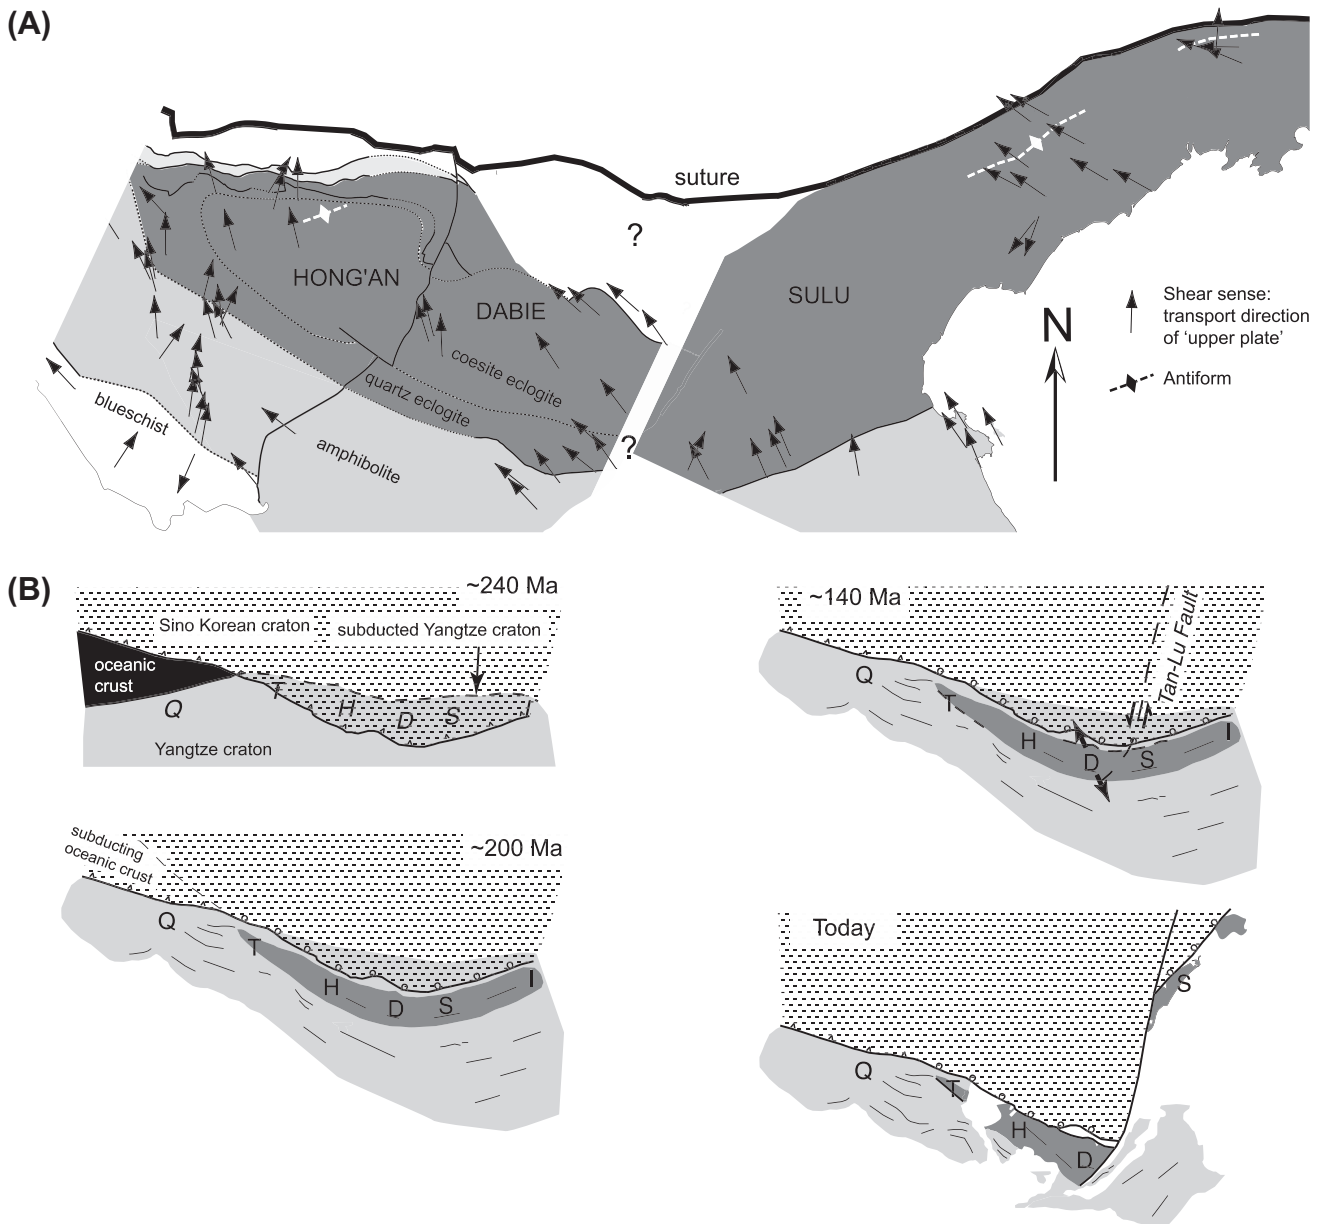 (A)
suture
?
HONG'AN
DABIE
SULU
coesite eclogite
quartz eclogite
blueschist
amphibolite
?
N
Shear sense:
transport direction
of 'upper plate'
Antiform
(B)
~240 Ma
Sino Korean craton
subducted Yangtze craton
oceanic
crust
Q
T
H
D
S
I
Yangtze craton
~140 Ma
Tan-Lu Fault
Q
T
H
D
S
I
~200 Ma
subducting
oceanic crust
Q
T
H
D
S
I
Today
Q
T
H
D
S